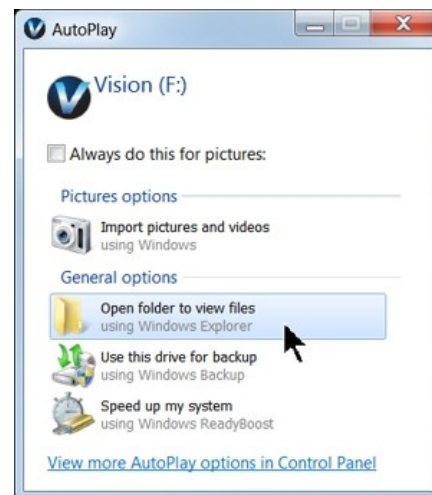 AutoPlay
Vision (F:)
Always do this for pictures:
Pictures options
Import pictures and videos
using Windows
General options
Open folder to view files
using Windows Explorer
Use this drive for backup
using Windows Backup
Speed up my system
using Windows ReadyBoost
View more AutoPlay options in Control Panel